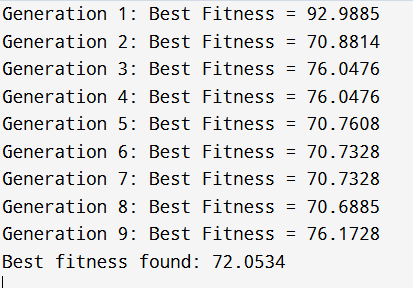 Generation 1: Best Fitness = 92.9885
Generation 2: Best Fitness = 70.8814
Generation 3: Best Fitness = 76.0476
Generation 4: Best Fitness = 76.0476
Generation 5: Best Fitness = 70.7608
Generation 6: Best Fitness = 70.7328
Generation 7: Best Fitness = 70.7328
Generation 8: Best Fitness = 70.6885
Generation 9: Best Fitness = 76.1728
Best fitness found: 72.0534